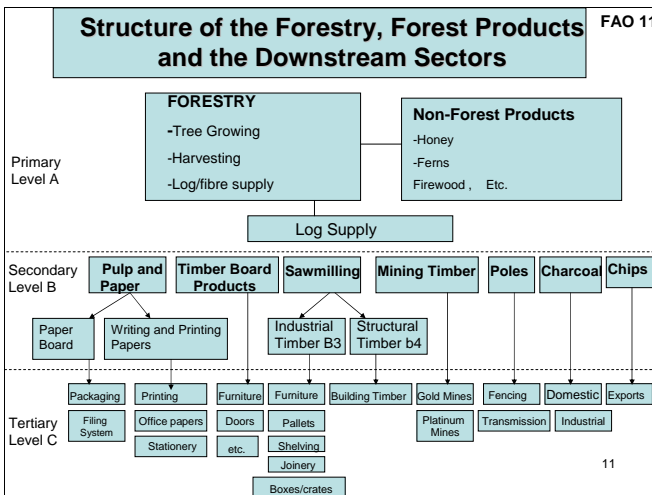 Structure of the Forestry, Forest Products
and the Downstream Sectors
FAO 11
FORESTRY
-Tree Growing
-Harvesting
-Log/fibre supply
Non-Forest Products
-Honey
-Ferns
Firewood , Etc.
Primary
Level A
Log Supply
Secondary
Level B
Pulp and
Paper
Timber Board
Products
Sawmilling
Mining Timber
Poles
Charcoal
Chips
Paper
Board
Writing and Printing
Papers
Industrial
Timber B3
Structural
Timber b4
Tertiary
Level C
Packaging
Printing
Furniture
Furniture
Building Timber
Gold Mines
Fencing
Domestic
Exports
Filing
System
Office papers
Doors
Pallets
Platinum
Mines
Transmission
Industrial
Stationery
etc.
Shelving
Joinery
Boxes/crates
11